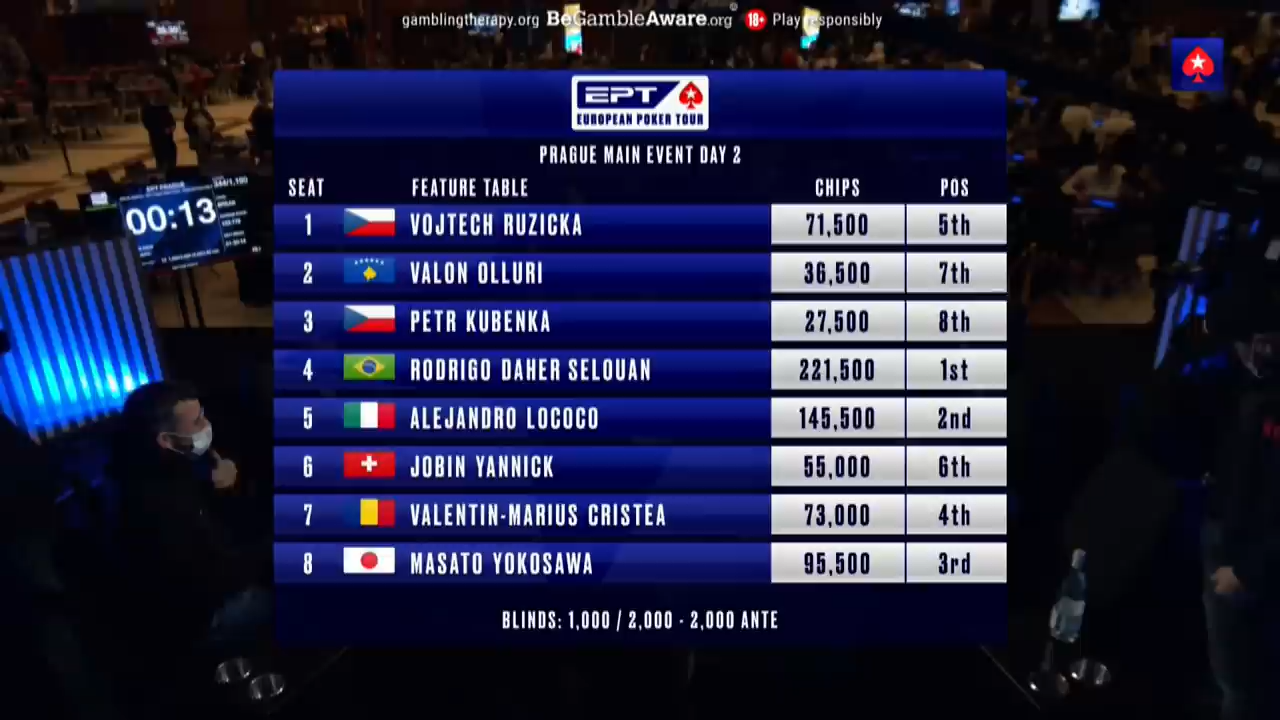 gamblingtherapy.org BeGambleAware.org 18+ Play responsibly
EPT
EUROPEAN POKER TOUR
PRAGUE MAIN EVENT DAY 2
SEAT FEATURE TABLE CHIPS POS
1 VOJTECH RUZICKA 71,500 5th
2 VALON OLLURI 36,500 7th
3 PETR KUBENKA 27,500 8th
4 RODRIGO DAHER SELOUAN 221,500 1st
5 ALEJANDRO LOCOCO 145,500 2nd
6 JOBIN YANNICK 55,000 6th
7 VALENTIN-MARIUS CRISTEA 73,000 4th
8 MASATO YOKOSAWA 95,500 3rd
BLINDS: 1,000 / 2,000 - 2,000 ANTE
EPT PRAGUE
00:13